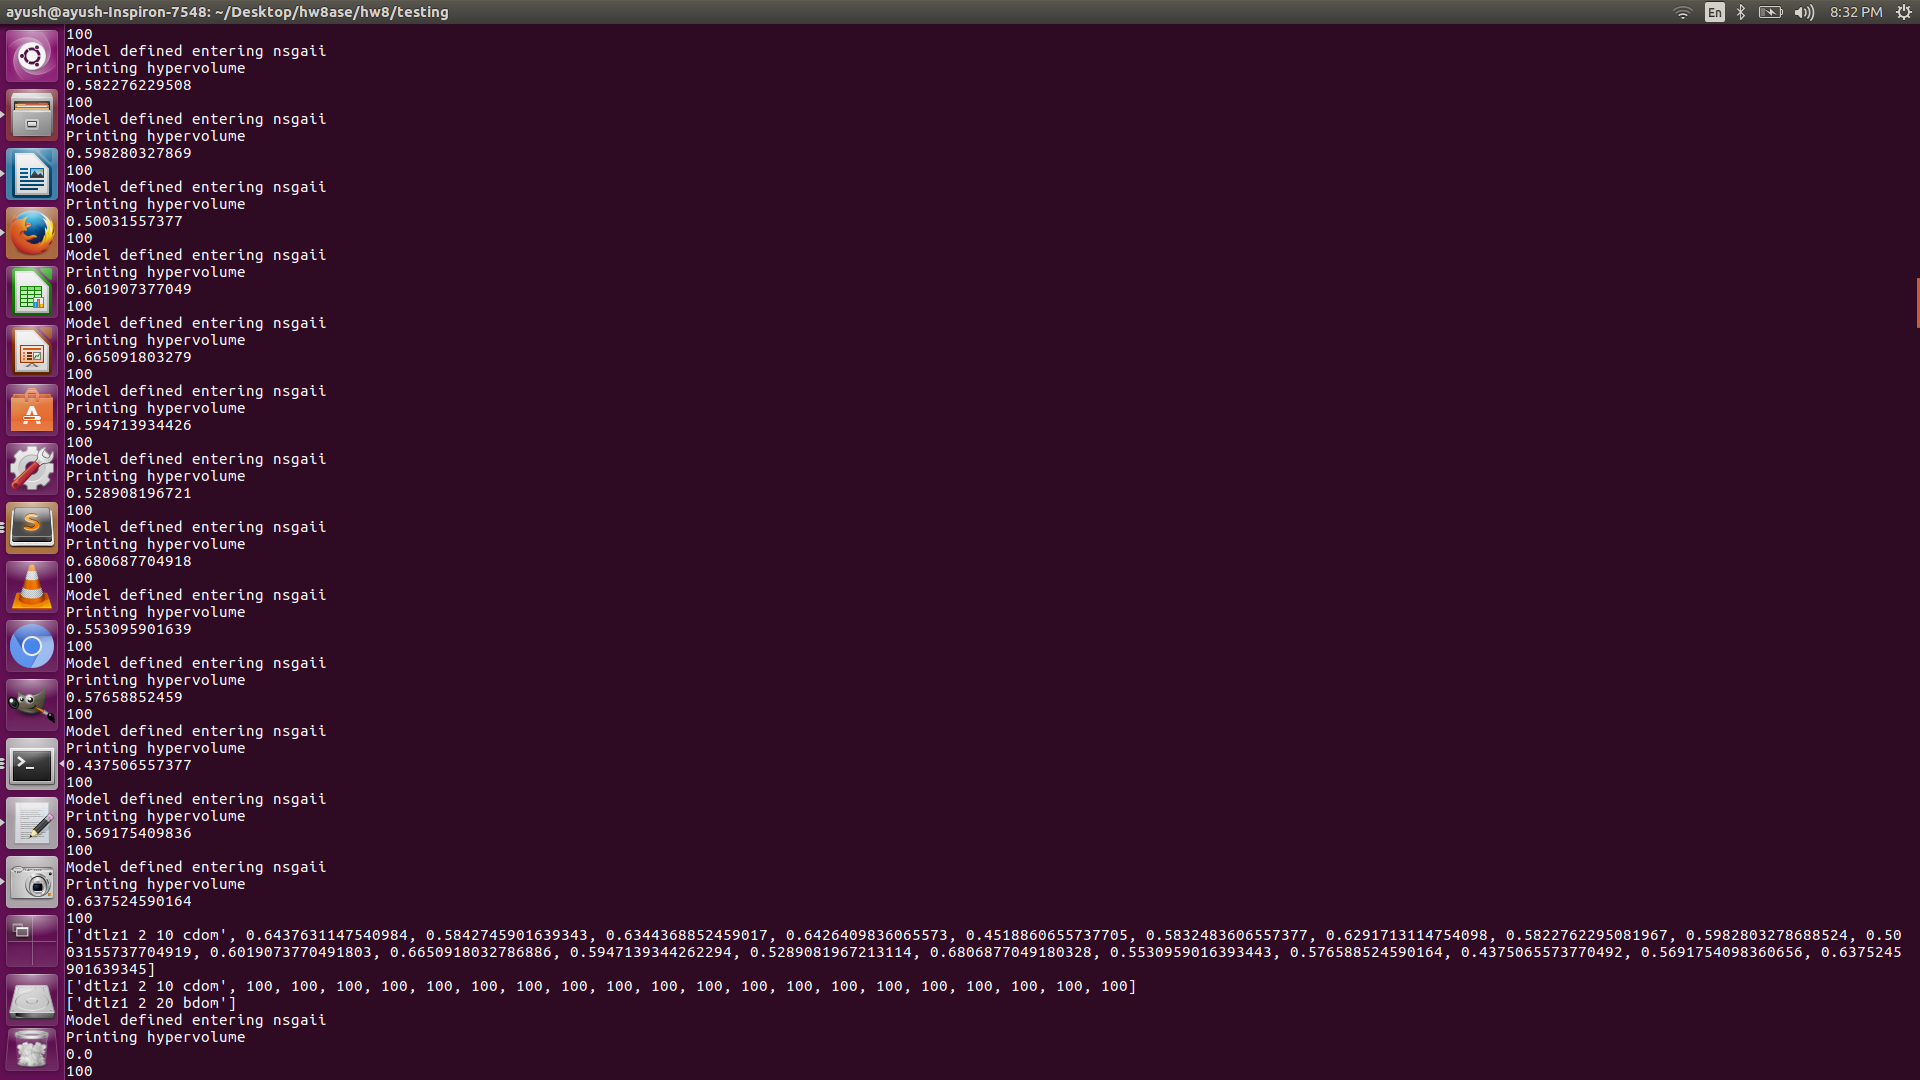 ayush@ayush-Inspiron-7548: ~/Desktop/hw8ase/hw8/testing
En
8:32 PM
100
Model defined entering nsgaii
Printing hypervolume
0.582276229508
100
Model defined entering nsgaii
Printing hypervolume
0.598280327869
100
Model defined entering nsgaii
Printing hypervolume
0.50031557377
100
Model defined entering nsgaii
Printing hypervolume
0.601907377049
100
Model defined entering nsgaii
Printing hypervolume
0.665091803279
100
Model defined entering nsgaii
Printing hypervolume
0.594713934426
100
Model defined entering nsgaii
Printing hypervolume
0.528908196721
100
Model defined entering nsgaii
Printing hypervolume
0.680687704918
100
Model defined entering nsgaii
Printing hypervolume
0.553095901639
100
Model defined entering nsgaii
Printing hypervolume
0.57658852459
100
Model defined entering nsgaii
Printing hypervolume
0.437506557377
100
Model defined entering nsgaii
Printing hypervolume
0.569175409836
100
Model defined entering nsgaii
Printing hypervolume
0.637524590164
100
['dtlz1 2 10 cdom', 0.6437631147540984, 0.5842745901639343, 0.6344368852459017, 0.6426409836065573, 0.4518860655737705, 0.5832483606557377, 0.6291713114754098, 0.5822762295081967, 0.5982803278688524, 0.50
03155737704919, 0.6019073770491803, 0.6650918032786886, 0.5947139344262294, 0.5289081967213114, 0.6806877049180328, 0.5530959016393443, 0.576588524590164, 0.4375065573770492, 0.5691754098360656, 0.6375245
901639345]
['dtlz1 2 10 cdom', 100, 100, 100, 100, 100, 100, 100, 100, 100, 100, 100, 100, 100, 100, 100, 100, 100, 100, 100, 100]
['dtlz1 2 20 bdom']
Model defined entering nsgaii
Printing hypervolume
0.0
100